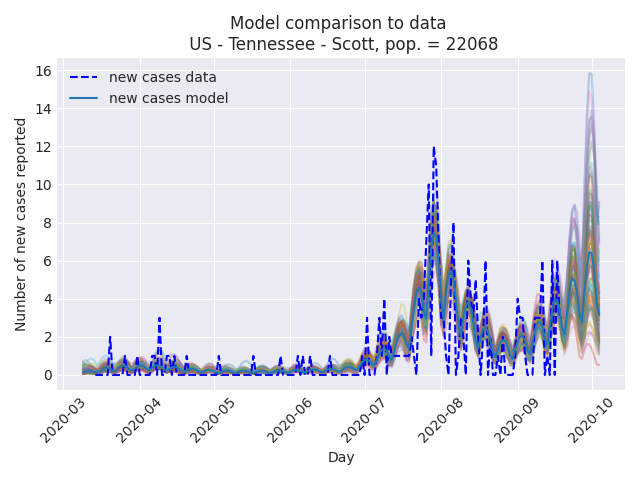 Model comparison to data
US - Tennessee - Scott, pop. = 22068
new cases data
new cases model
Number of new cases reported
16
14
12
10
8
6
4
2
0
2020-03
2020-04
2020-05
2020-06
2020-07
2020-08
2020-09
2020-10
Day